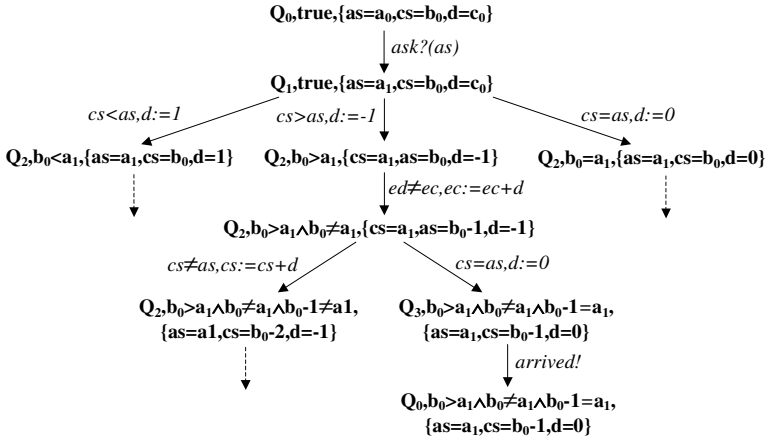 Q₀,true,{as=a₀,cs=b₀,d=c₀}
ask?(as)
Q₁,true,{as=a₁,cs=b₀,d=c₀}
cs<as,d:=1
cs>as,d:=-1
cs=as,d:=0
Q₂,b₀<a₁,{as=a₁,cs=b₀,d=1}
Q₂,b₀>a₁,{cs=a₁,as=b₀,d=-1}
Q₂,b₀=a₁,{as=a₁,cs=b₀,d=0}
ed≠ec,ec:=ec+d
Q₂,b₀>a₁∧b₀≠a₁,{cs=a₁,as=b₀-1,d=-1}
cs≠as,cs:=cs+d
cs=as,d:=0
Q₂,b₀>a₁∧b₀≠a₁∧b₀-1≠a1,
{as=a1,cs=b₀-2,d=-1}
Q₃,b₀>a₁∧b₀≠a₁∧b₀-1=a₁,
{as=a₁,cs=b₀-1,d=0}
arrived!
Q₀,b₀>a₁∧b₀≠a₁∧b₀-1=a₁,
{as=a₁,cs=b₀-1,d=0}